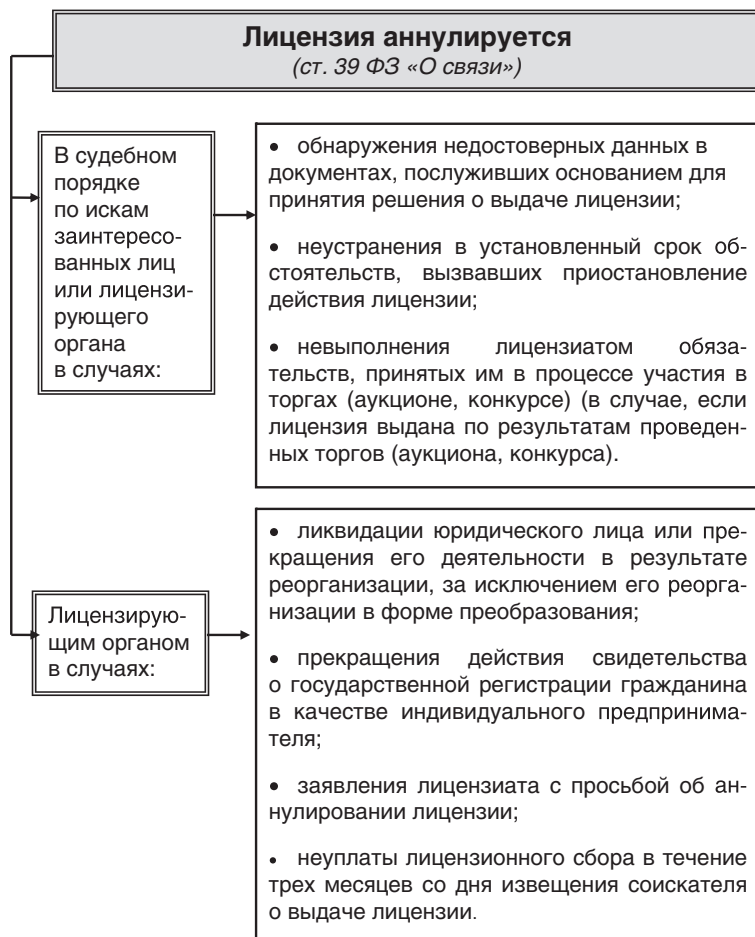 Лицензия аннулируется
(ст. 39 ФЗ «О связи»)
В судебном
порядке
по искам
заинтересо-
ванных лиц
или лицензи-
рующего
органа
в случаях:
• обнаружения недостоверных данных в
документах, послуживших основанием для
принятия решения о выдаче лицензии;
• неустранения в установленный срок об-
стоятельств, вызвавших приостановление
действия лицензии;
• невыполнения лицензиатом обяза-
тельств, принятых им в процессе участия в
торгах (аукционе, конкурсе) (в случае, если
лицензия выдана по результатам проведен-
ных торгов (аукциона, конкурса).
Лицензирую-
щим органом
в случаях:
• ликвидации юридического лица или пре-
кращения его деятельности в результате
реорганизации, за исключением его реорга-
низации в форме преобразования;
• прекращения действия свидетельства
о государственной регистрации гражданина
в качестве индивидуального предпринима-
теля;
• заявления лицензиата с просьбой об ан-
нулировании лицензии;
• неуплаты лицензионного сбора в течение
трех месяцев со дня извещения соискателя
о выдаче лицензии.